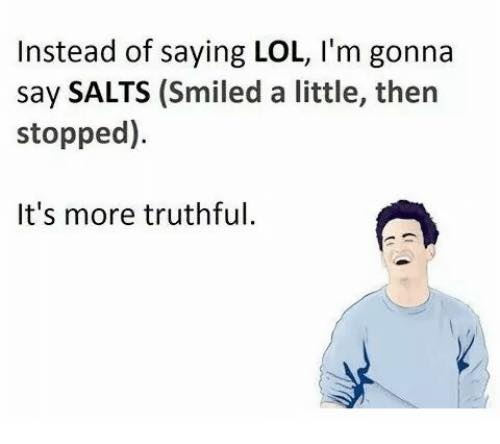 Instead of saying LOL, I'm gonna
say SALTS (Smiled a little, then
stopped).
It's more truthful.